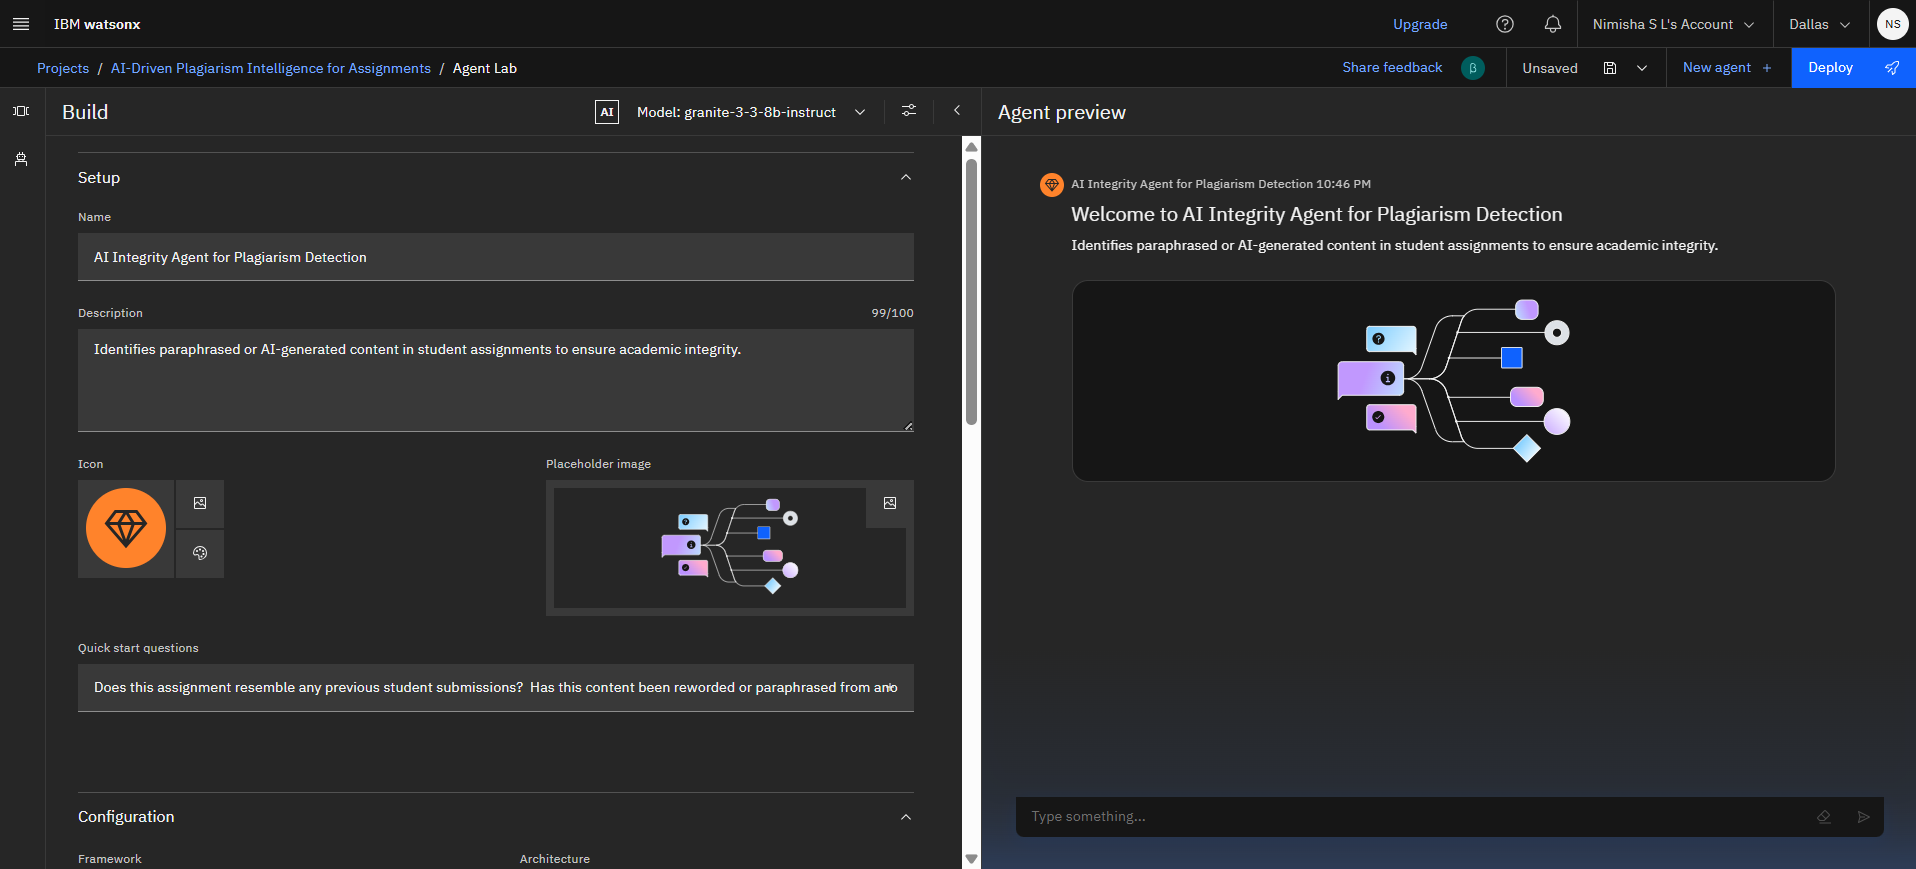 IBM watsonx
Upgrade
Nimisha S L's Account
Dallas
NS
Projects / AI-Driven Plagiarism Intelligence for Assignments / Agent Lab
Share feedback
β
Unsaved
New agent +
Deploy
Build
AI
Model: granite-3-3-8b-instruct
Setup
Name
AI Integrity Agent for Plagiarism Detection
Description
99/100
Identifies paraphrased or AI-generated content in student assignments to ensure academic integrity.
Icon
Placeholder image
Quick start questions
Does this assignment resemble any previous student submissions?  Has this content been reworded or paraphrased from ano
Configuration
Framework
Architecture
Agent preview
AI Integrity Agent for Plagiarism Detection 10:46 PM
Welcome to AI Integrity Agent for Plagiarism Detection
Identifies paraphrased or AI-generated content in student assignments to ensure academic integrity.
Type something...